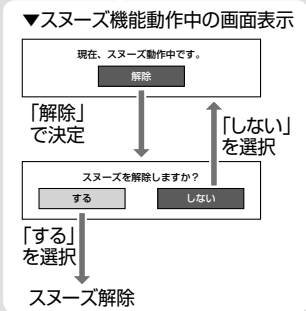 ▼スヌーズ機能動作中の画面表示
現在、スヌーズ動作中です。
解除
「解除」
で決定
「しない」
を選択
スヌーズを解除しますか？
する
しない
「する」
を選択
スヌーズ解除